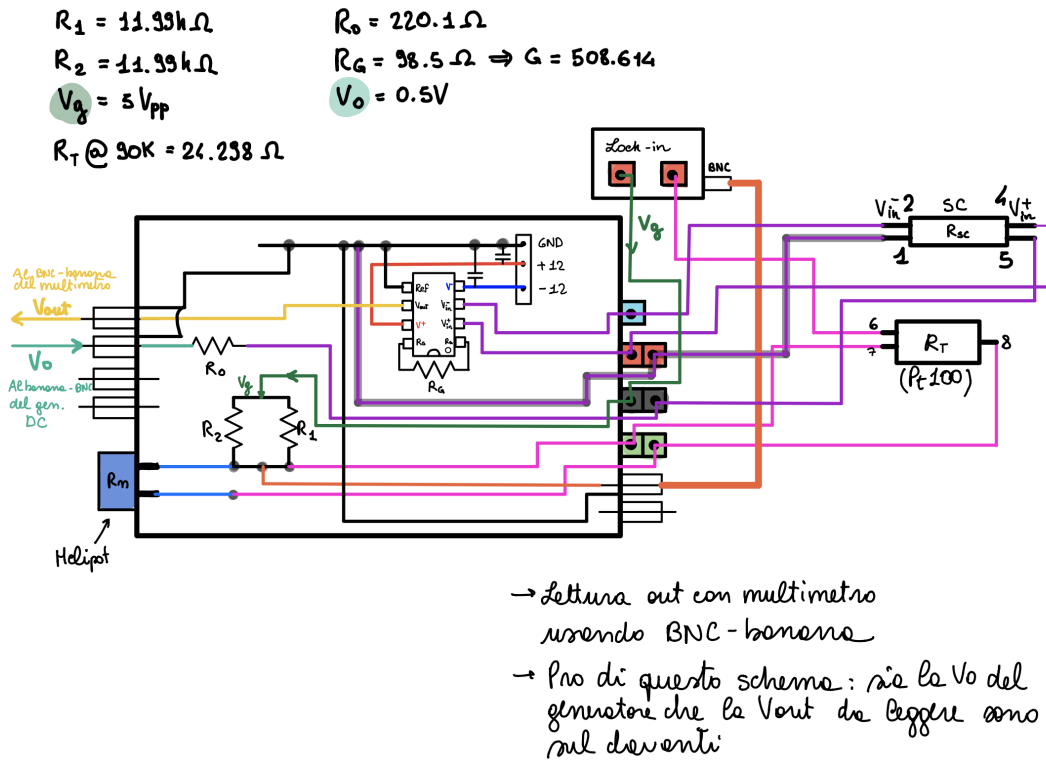 R1 = 11.99kΩ
R2 = 11.99kΩ
Vg = 5 Vpp
RT @ 90K = 24.298 Ω
R0 = 220.1 Ω
RG = 98.5 Ω ⇒ G = 508.614
V0 = 0.5V
Lock-in
BNC
Vg
Vin⁻ 2
SC
4 Vin⁺
Rsc
1
5
GND
+12
-12
Ref
V⁻
Vout
Vin⁻
V⁺
Vin⁺
RG
RG
RG
Al BNC-banana
del multimetro
Vout
V0
Al banana-BNC
del gen.
DC
R0
Vg
R2
R1
6
7
RT
8
(Pt100)
Rm
Helipot
→ Lettura out con multimetro
usando BNC-banana
→ Pro di questo schema: sia la V0 del
generatore che la Vout da leggere sono
sul davanti